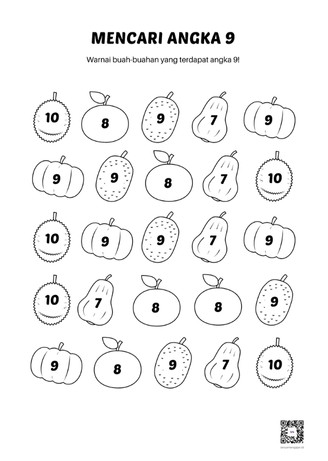 MENCARI ANGKA 9
Warnai buah-buahan yang terdapat angka 9!
10 8 9 7 9
9 9 8 7 10
10 9 9 7 9
10 7 8 8 9
9 8 9 7 10